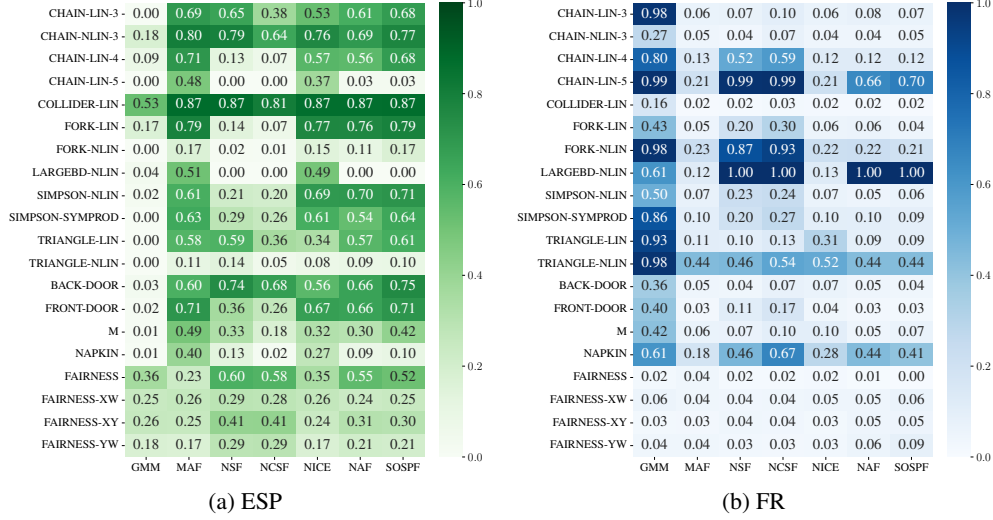 CHAIN-LIN-3 0.00 0.69 0.65 0.38 0.53 0.61 0.68
CHAIN-NLIN-3 0.18 0.80 0.79 0.64 0.76 0.69 0.77
CHAIN-LIN-4 0.09 0.71 0.13 0.07 0.57 0.56 0.68
CHAIN-LIN-5 0.00 0.48 0.00 0.00 0.37 0.03 0.03
COLLIDER-LIN 0.53 0.87 0.87 0.81 0.87 0.87 0.87
FORK-LIN 0.17 0.79 0.14 0.07 0.77 0.76 0.79
FORK-NLIN 0.00 0.17 0.02 0.01 0.15 0.11 0.17
LARGEBD-NLIN 0.04 0.51 0.00 0.00 0.49 0.00 0.00
SIMPSON-NLIN 0.02 0.61 0.21 0.20 0.69 0.70 0.71
SIMPSON-SYMPROD 0.00 0.63 0.29 0.26 0.61 0.54 0.64
TRIANGLE-LIN 0.00 0.58 0.59 0.36 0.34 0.57 0.61
TRIANGLE-NLIN 0.00 0.11 0.14 0.05 0.08 0.09 0.10
BACK-DOOR 0.03 0.60 0.74 0.68 0.56 0.66 0.75
FRONT-DOOR 0.02 0.71 0.36 0.26 0.67 0.66 0.71
M 0.01 0.49 0.33 0.18 0.32 0.30 0.42
NAPKIN 0.01 0.40 0.13 0.02 0.27 0.09 0.10
FAIRNESS 0.36 0.23 0.60 0.58 0.35 0.55 0.52
FAIRNESS-XW 0.25 0.26 0.29 0.28 0.26 0.24 0.25
FAIRNESS-XY 0.26 0.25 0.41 0.41 0.24 0.31 0.30
FAIRNESS-YW 0.18 0.17 0.29 0.29 0.17 0.21 0.21
GMM MAF NSF NCSF NICE NAF SOSPF
1.0
0.8
0.6
0.4
0.2
0.0
(a) ESP
CHAIN-LIN-3 0.98 0.06 0.07 0.10 0.06 0.08 0.07
CHAIN-NLIN-3 0.27 0.05 0.04 0.07 0.04 0.04 0.05
CHAIN-LIN-4 0.80 0.13 0.52 0.59 0.12 0.12 0.12
CHAIN-LIN-5 0.99 0.21 0.99 0.99 0.21 0.66 0.70
COLLIDER-LIN 0.16 0.02 0.02 0.03 0.02 0.02 0.02
FORK-LIN 0.43 0.05 0.20 0.30 0.06 0.06 0.04
FORK-NLIN 0.98 0.23 0.87 0.93 0.22 0.22 0.21
LARGEBD-NLIN 0.61 0.12 1.00 1.00 0.13 1.00 1.00
SIMPSON-NLIN 0.50 0.07 0.23 0.24 0.07 0.06 0.06
SIMPSON-SYMPROD 0.86 0.10 0.20 0.27 0.10 0.10 0.09
TRIANGLE-LIN 0.93 0.11 0.10 0.13 0.31 0.09 0.09
TRIANGLE-NLIN 0.98 0.44 0.46 0.54 0.52 0.44 0.44
BACK-DOOR 0.36 0.05 0.04 0.07 0.07 0.05 0.04
FRONT-DOOR 0.40 0.03 0.11 0.17 0.04 0.03 0.03
M 0.42 0.06 0.07 0.10 0.10 0.05 0.07
NAPKIN 0.61 0.18 0.46 0.67 0.28 0.44 0.41
FAIRNESS 0.02 0.04 0.02 0.02 0.02 0.01 0.00
FAIRNESS-XW 0.06 0.04 0.04 0.04 0.05 0.05 0.06
FAIRNESS-XY 0.03 0.03 0.04 0.04 0.03 0.05 0.05
FAIRNESS-YW 0.04 0.04 0.03 0.03 0.03 0.06 0.09
GMM MAF NSF NCSF NICE NAF SOSPF
1.0
0.8
0.6
0.4
0.2
0.0
(b) FR